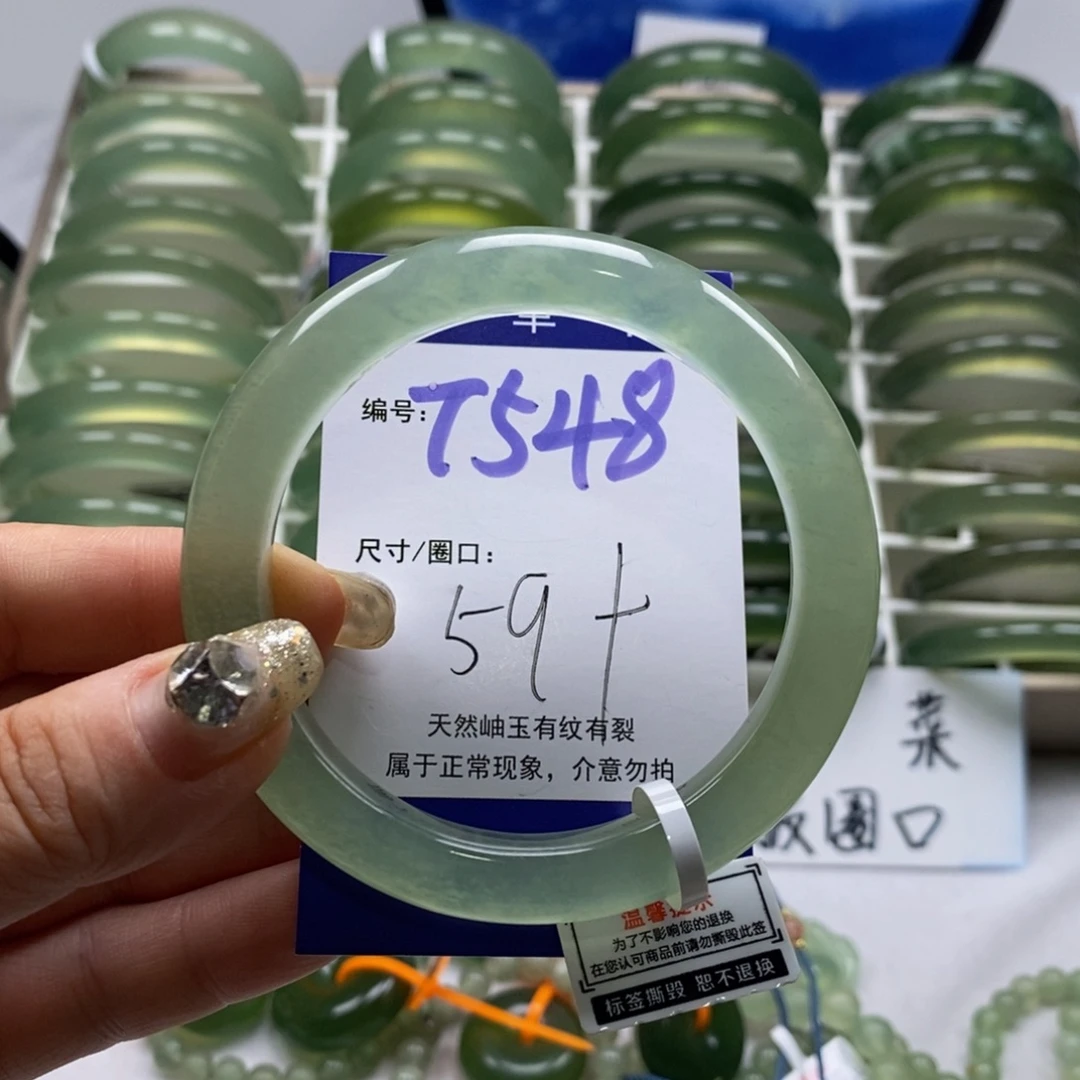 编号:T548
尺寸/圈口:
59+
天然岫玉有纹有裂
属于正常现象，介意勿拍
菜
圈口
温馨提示
为了不影响您的退换
在您认可商品前请勿撕毁此签
标签撕毁 恕不退换